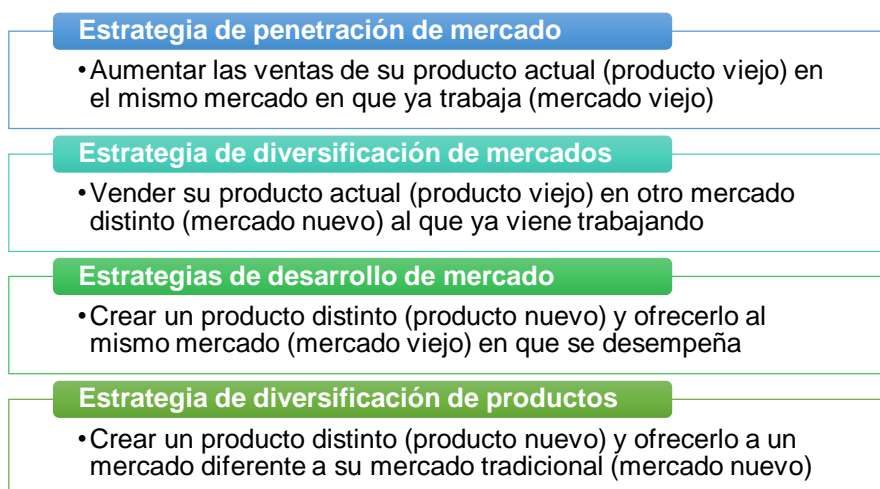 Estrategia de penetración de mercado
•Aumentar las ventas de su producto actual (producto viejo) en
el mismo mercado en que ya trabaja (mercado viejo)
Estrategia de diversificación de mercados
•Vender su producto actual (producto viejo) en otro mercado
distinto (mercado nuevo) al que ya viene trabajando
Estrategias de desarrollo de mercado
•Crear un producto distinto (producto nuevo) y ofrecerlo al
mismo mercado (mercado viejo) en que se desempeña
Estrategia de diversificación de productos
•Crear un producto distinto (producto nuevo) y ofrecerlo a un
mercado diferente a su mercado tradicional (mercado nuevo)